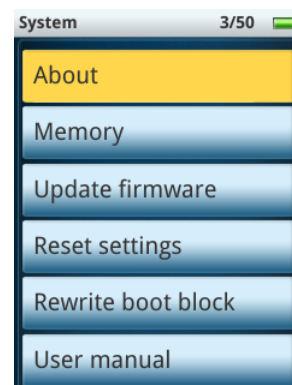 System 3/50
About
Memory
Update firmware
Reset settings
Rewrite boot block
User manual